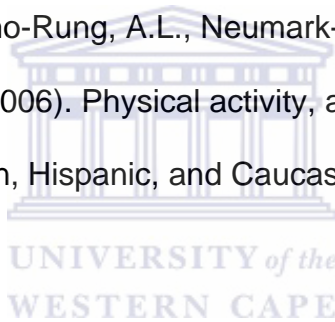 no-Rung, A.L., Neumark-
006). Physical activity, a
n, Hispanic, and Caucas
UNIVERSITY of the
WESTERN CAPE